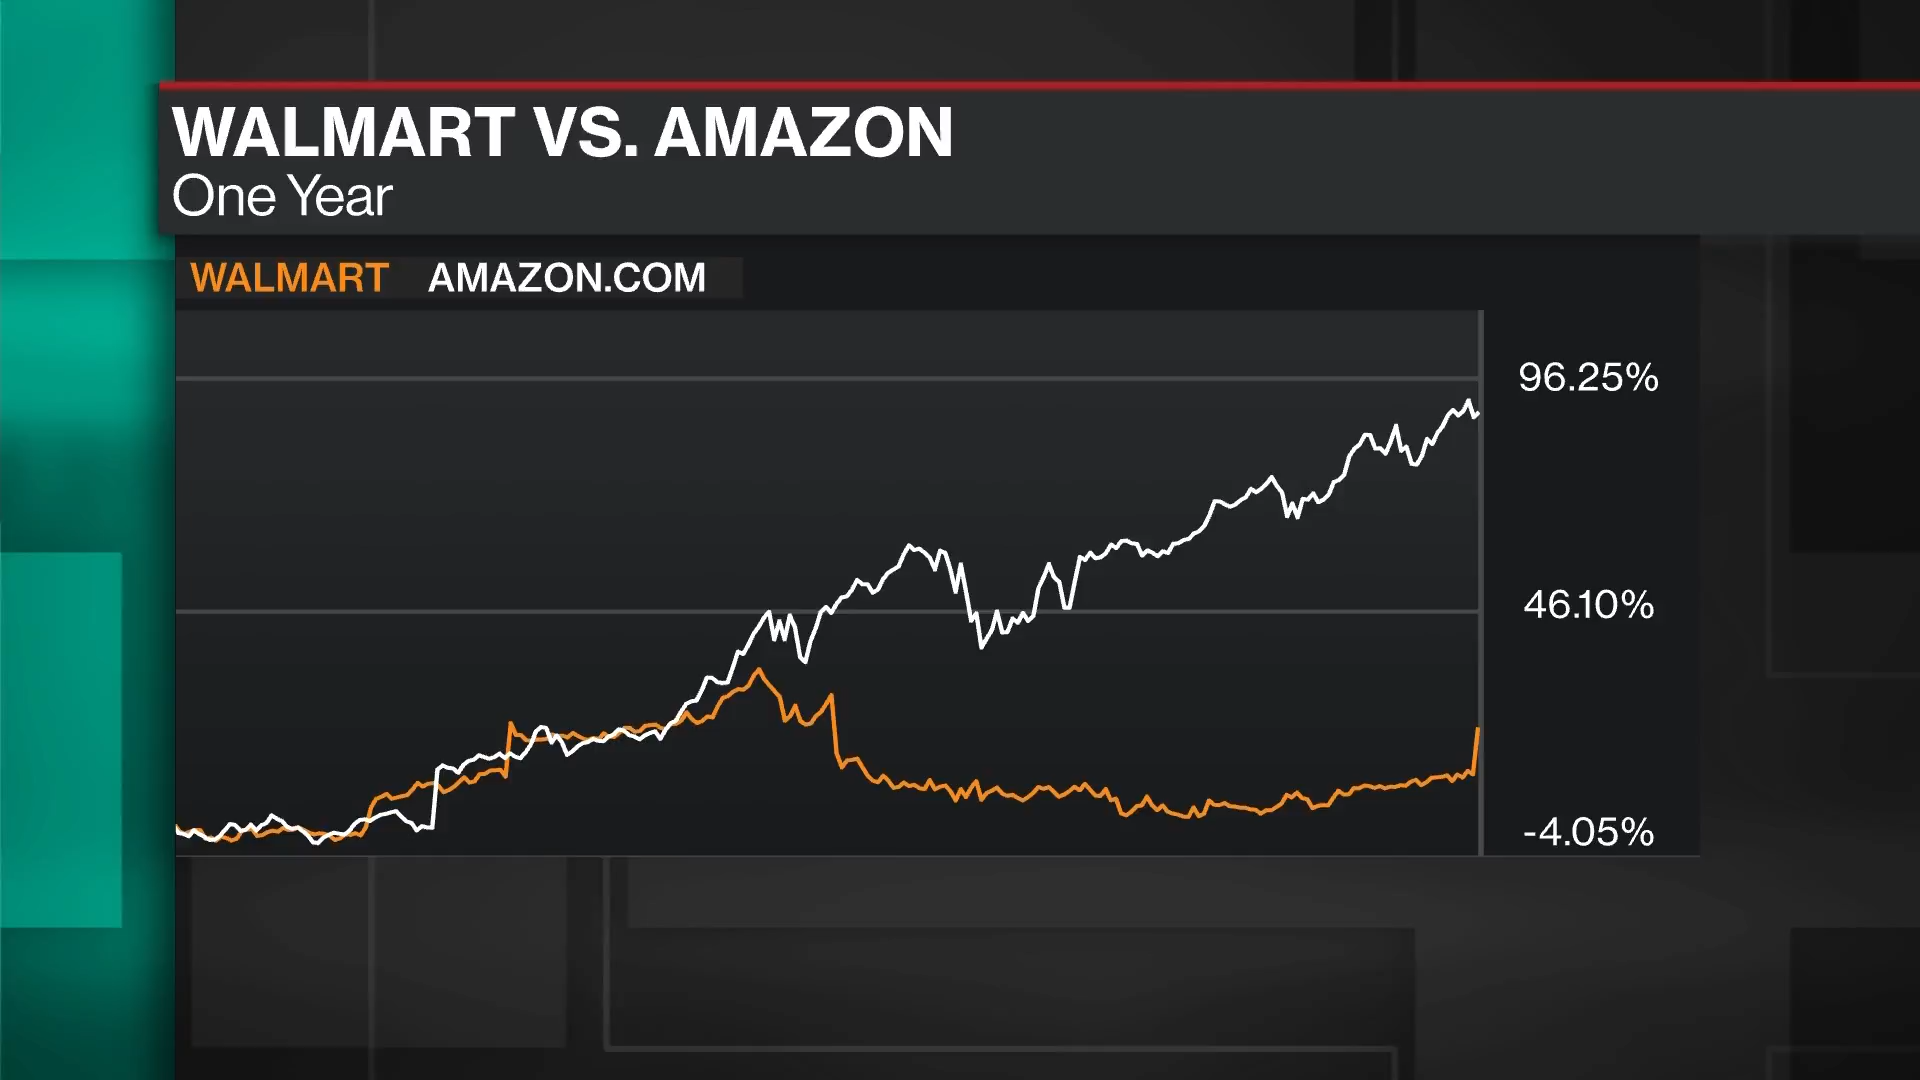 WALMART VS. AMAZON
One Year
WALMART AMAZON.COM
96.25%
46.10%
-4.05%